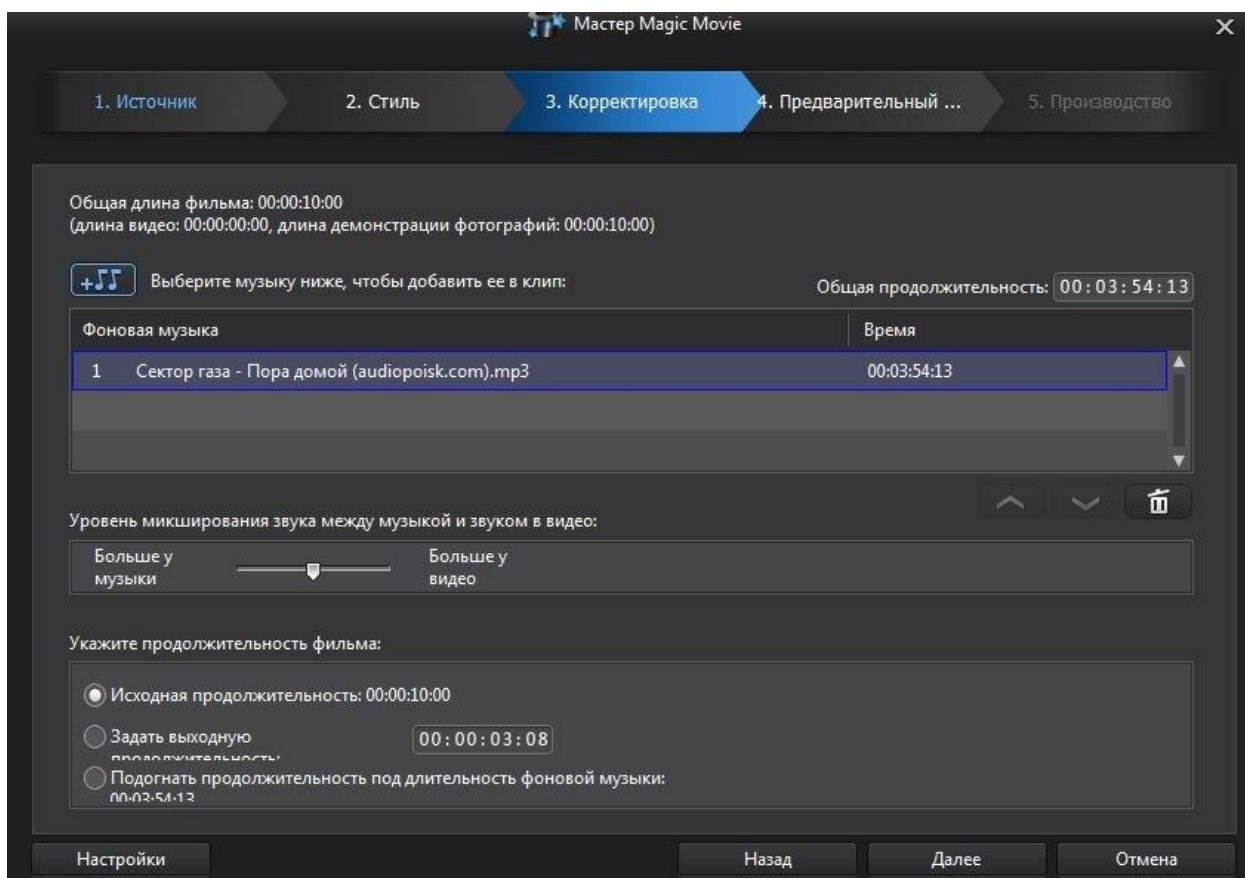 Мастер Magic Movie
1. Источник
2. Стиль
3. Корректировка
4. Предварительный ...
5. Производство
Общая длина фильма: 00:00:10:00
(длина видео: 00:00:00:00, длина демонстрации фотографий: 00:00:10:00)
Выберите музыку ниже, чтобы добавить ее в клип:
Общая продолжительность: 00:03:54:13
Фоновая музыка
Время
1 Сектор газа - Пора домой (audiopoisk.com).mp3 00:03:54:13
Уровень микширования звука между музыкой и звуком в видео:
Больше у
музыки
Больше у
видео
Укажите продолжительность фильма:
Исходная продолжительность: 00:00:10:00
Задать выходную
продолжительность:
00:00:03:08
Подогнать продолжительность под длительность фоновой музыки:
00:03:54:13
Настройки
Назад
Далее
Отмена